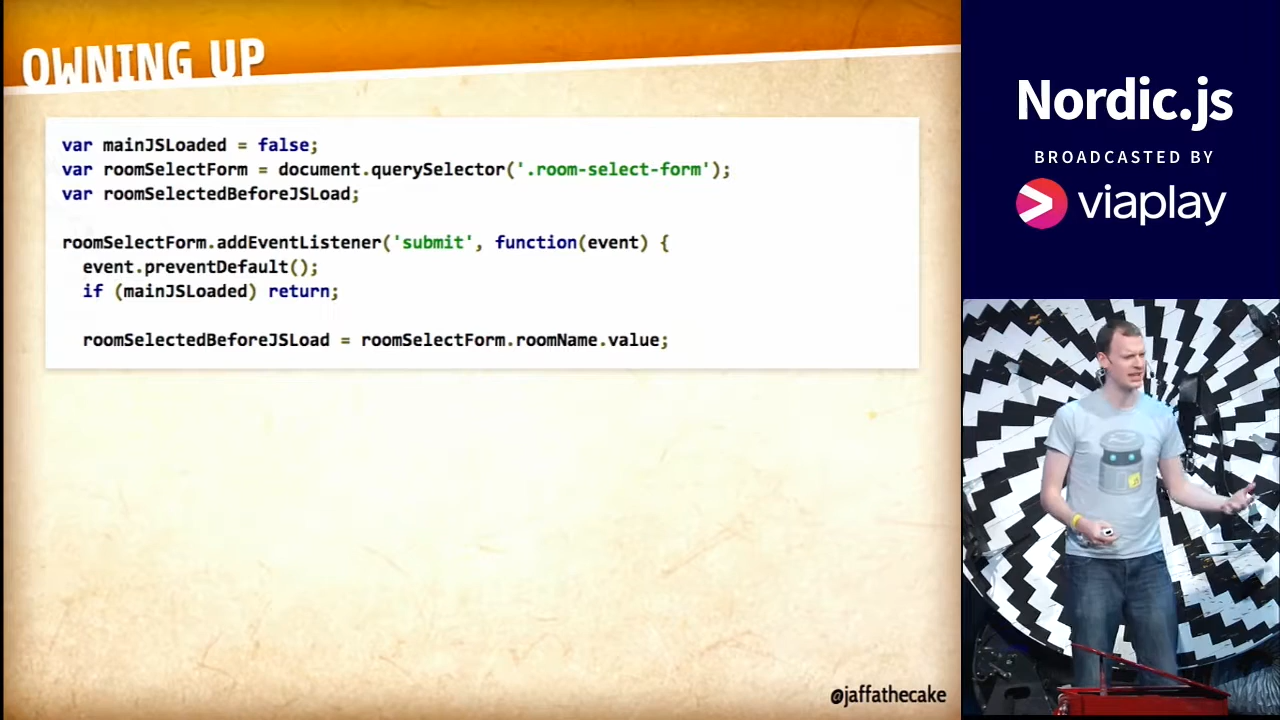 OWNING UP
var mainJSLoaded = false;
var roomSelectForm = document.querySelector('.room-select-form');
var roomSelectedBeforeJSLoad;
roomSelectForm.addEventListener('submit', function(event) {
event.preventDefault();
if (mainJSLoaded) return;
roomSelectedBeforeJSLoad = roomSelectForm.roomName.value;
@jaffathecake
Nordic.js
BROADCASTED BY
viaplay